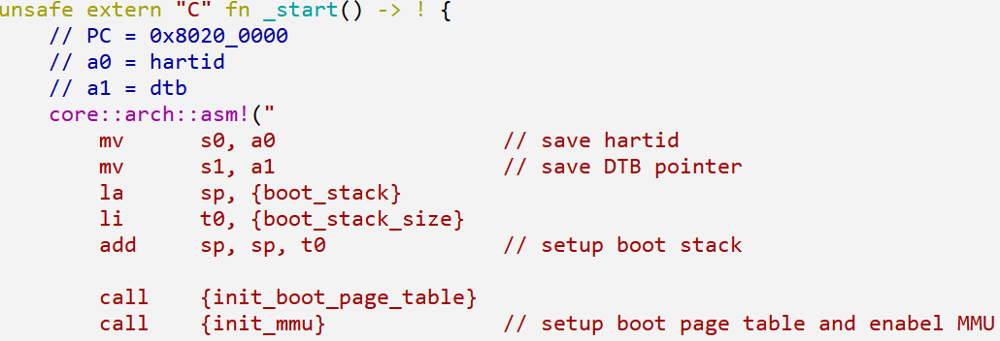 unsafe extern "C" fn _start() -> ! {
    // PC = 0x8020_0000
    // a0 = hartid
    // a1 = dtb
    core::arch::asm!("
        mv      s0, a0                  // save hartid
        mv      s1, a1                  // save DTB pointer
        la      sp, {boot_stack}
        li      t0, {boot_stack_size}
        add     sp, sp, t0              // setup boot stack

        call    {init_boot_page_table}
        call    {init_mmu}              // setup boot page table and enabel MMU